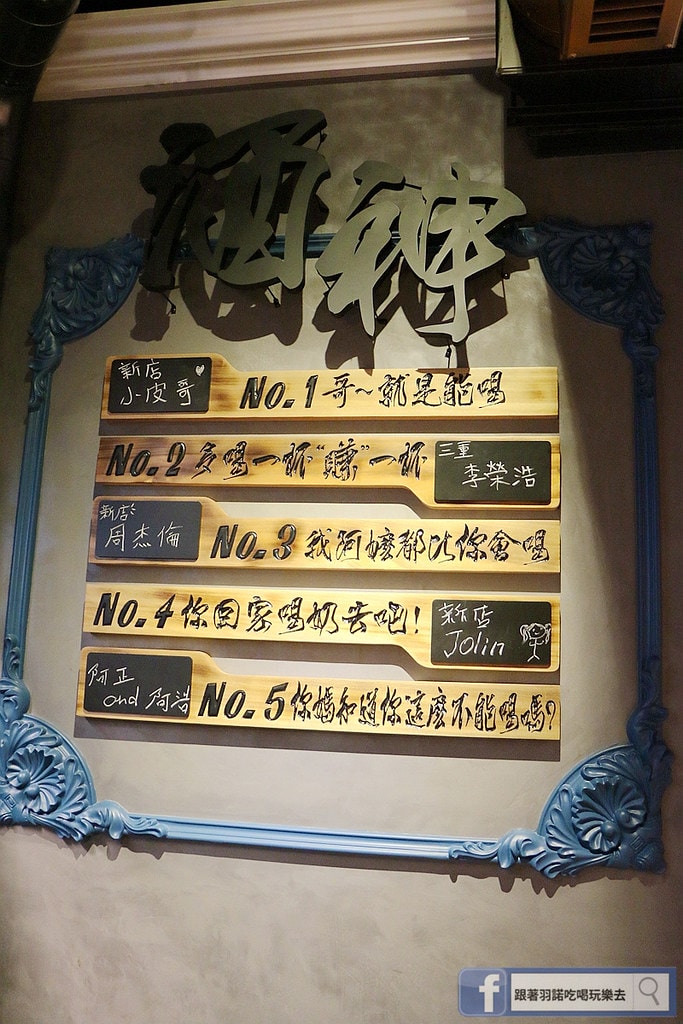 酒神
新店
小皮哥
No.1 哥~就是能喝
No.2 多喝一杯"賺"一杯
三重
李榮浩
新店
周杰倫
No.3 我阿嬤都比你會喝
No.4 你回家喝奶去吧!
新店
Jolin
阿正
and 阿浩
No.5 你媽知道你這麼不能喝嗎?
f 跟著羽諾吃喝玩樂去